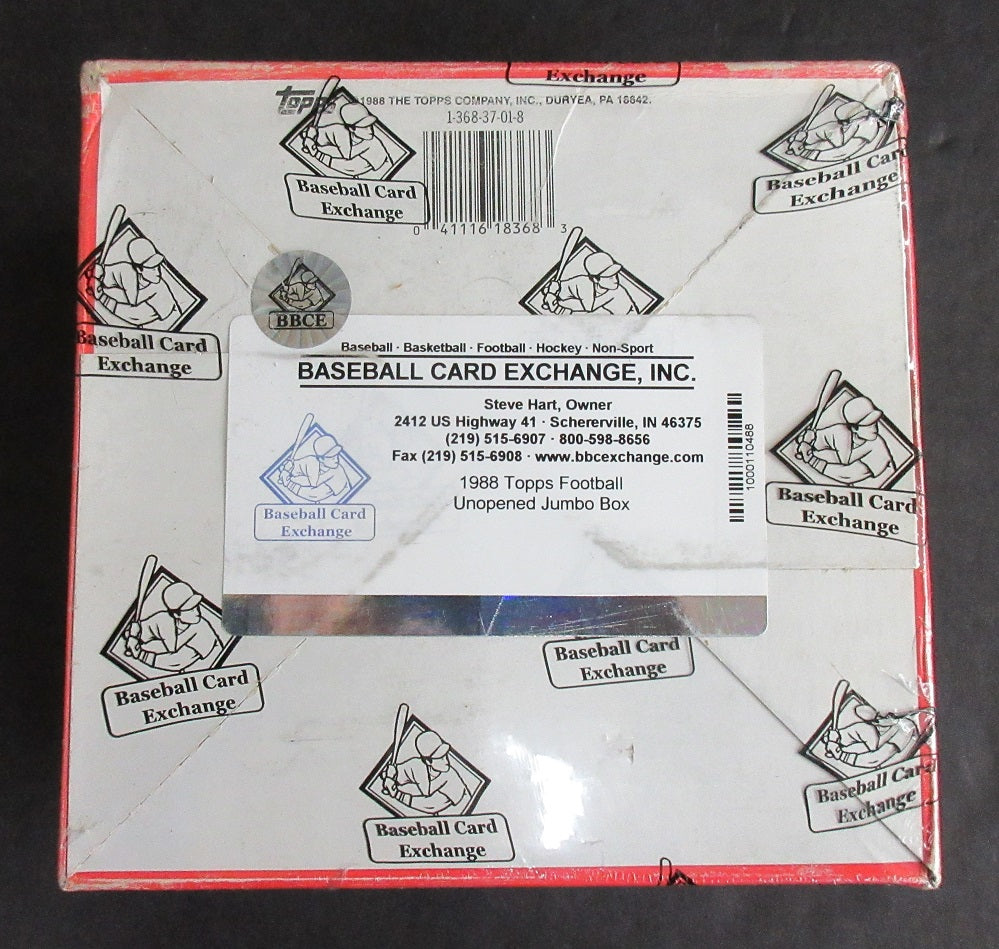 Exchange
Topps ©1988 THE TOPPS COMPANY, INC., DURYEA, PA 18642.
1-368-37-01-8
0 41116 18368 3
Baseball Card
Exchange
Baseball Card
Exchange
Baseball Card
Exchange
BBCE
Baseball · Basketball · Football · Hockey · Non-Sport
BASEBALL CARD EXCHANGE, INC.
Steve Hart, Owner
2412 US Highway 41 · Schererville, IN 46375
(219) 515-6907 · 800-598-8656
Fax (219) 515-6908 · www.bbcexchange.com
1988 Topps Football
Unopened Jumbo Box
1000110488
Baseball Card
Exchange
Baseball Card
Exchange
Baseball Card
Exchange
Baseball Card
Exchange
Baseball Card
Exchange
Baseball Card
Exchange